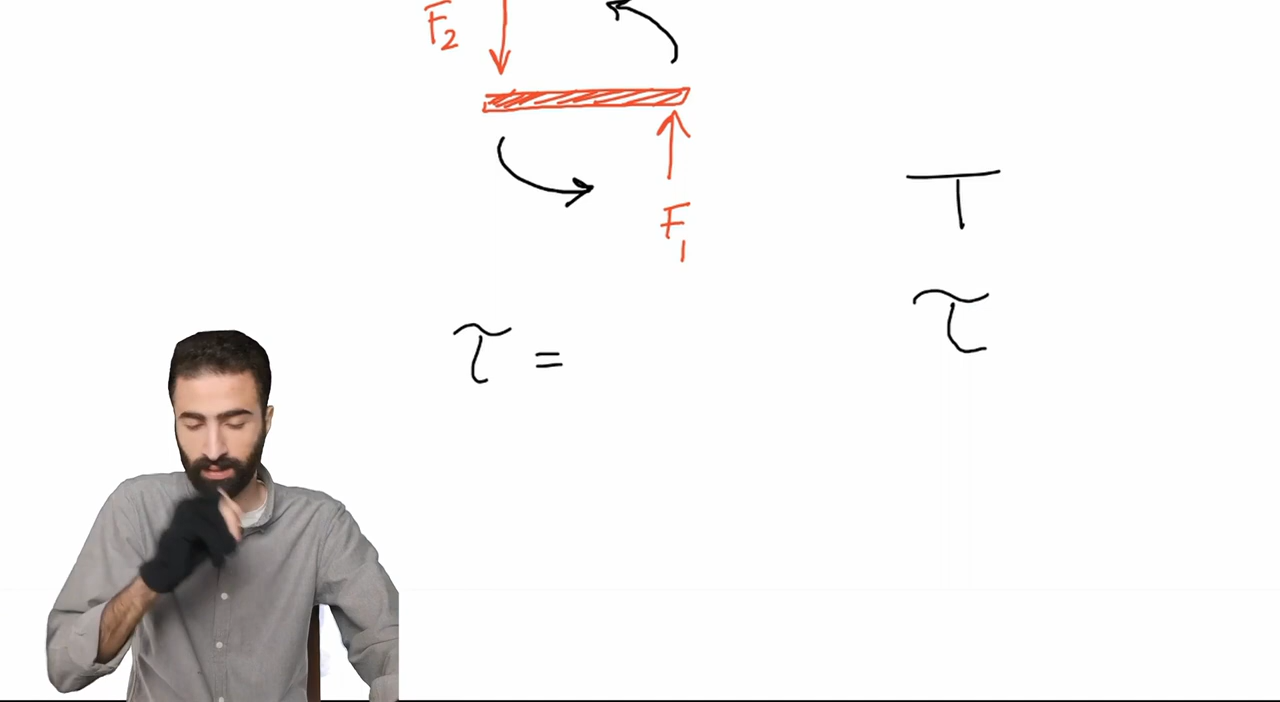 F₂
F₁
T
τ
τ =